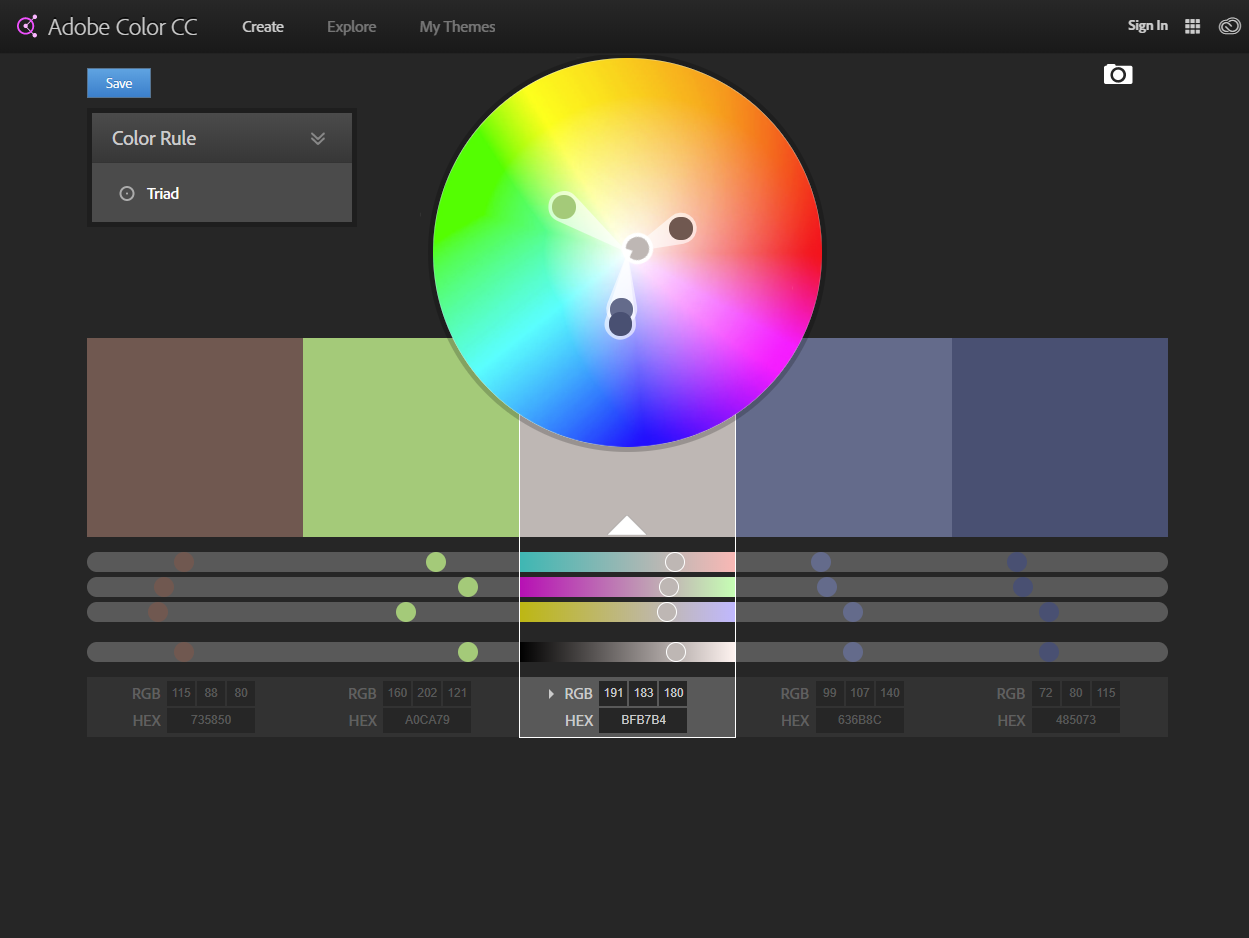 Adobe Color CC Create Explore My Themes Sign In
Save
Color Rule
Triad
RGB 115 88 80 RGB 160 202 121 RGB 191 183 180 RGB 99 107 140 RGB 72 80 115
HEX 735850 HEX A0CA79 HEX BFB7B4 HEX 636B8C HEX 485073